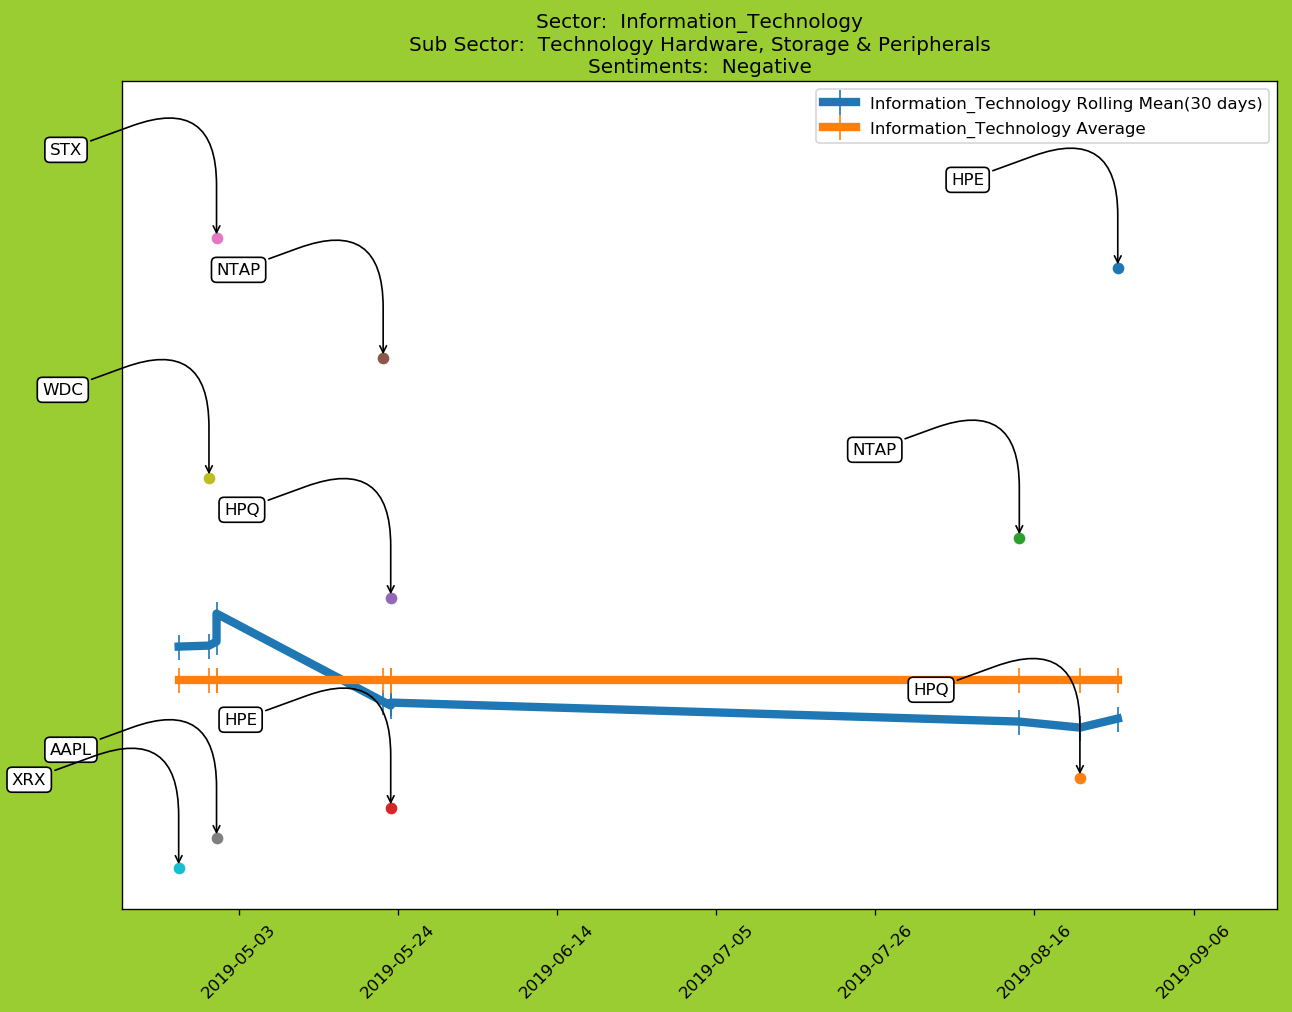 Sector:  Information_Technology
Sub Sector:  Technology Hardware, Storage & Peripherals
Sentiments:  Negative
Information_Technology Rolling Mean(30 days)
Information_Technology Average
STX
HPE
NTAP
WDC
NTAP
HPQ
HPQ
HPE
AAPL
XRX
2019-05-03
2019-05-24
2019-06-14
2019-07-05
2019-07-26
2019-08-16
2019-09-06